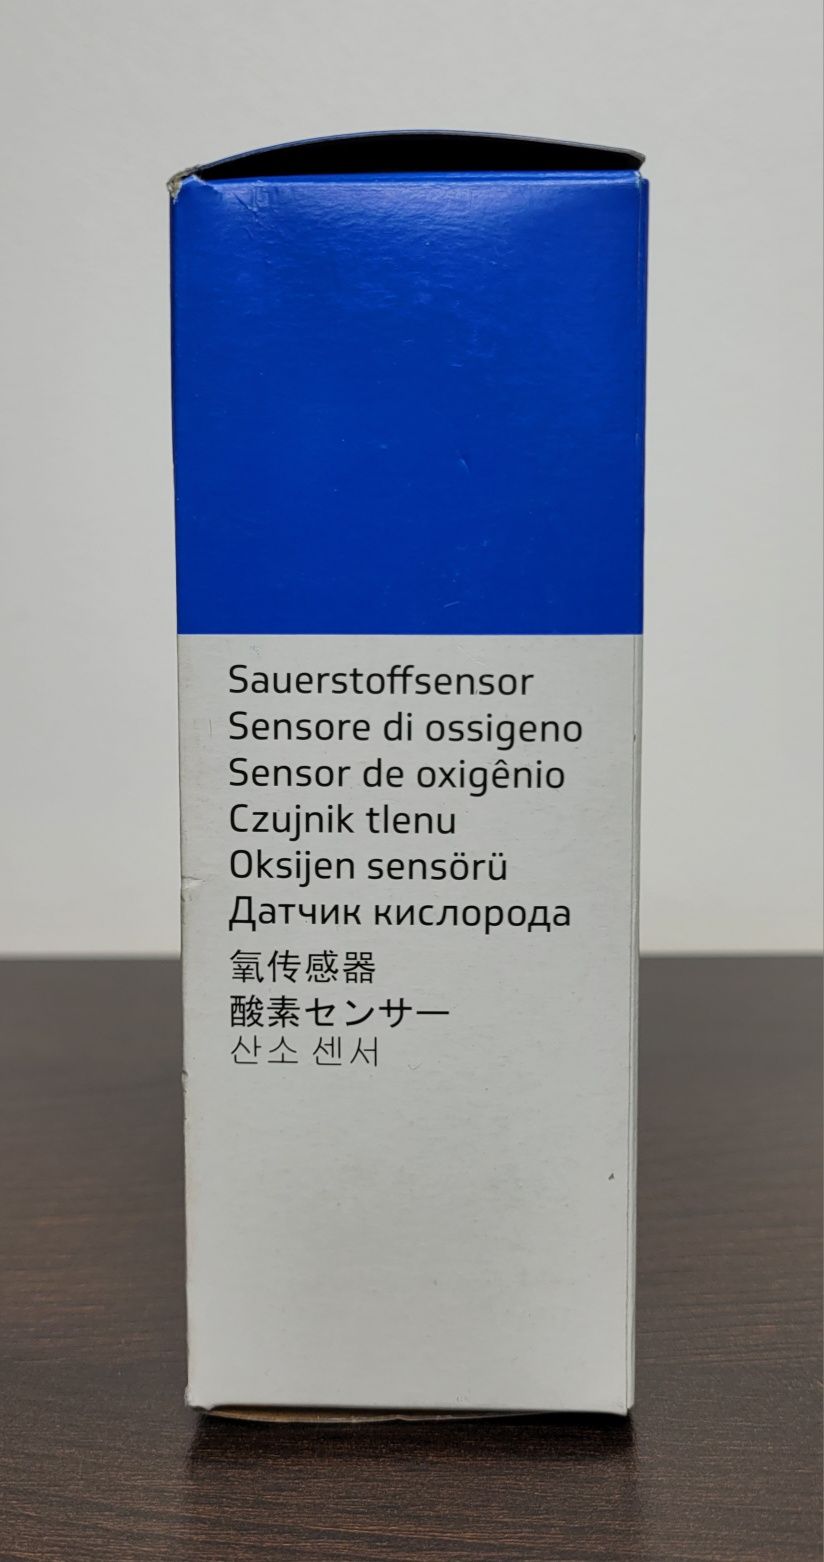 Sauerstoffsensor
Sensore di ossigeno
Sensor de oxigênio
Czujnik tlenu
Oksijen sensörü
Датчик кислорода
氧传感器
酸素センサー
산소 센서